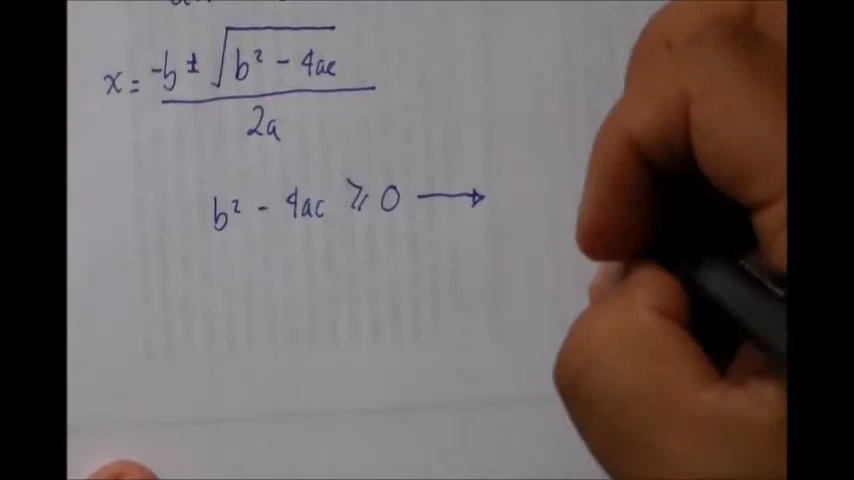 x = -b ± √(b² - 4ac)
2a
b² - 4ac ⩾ 0 →